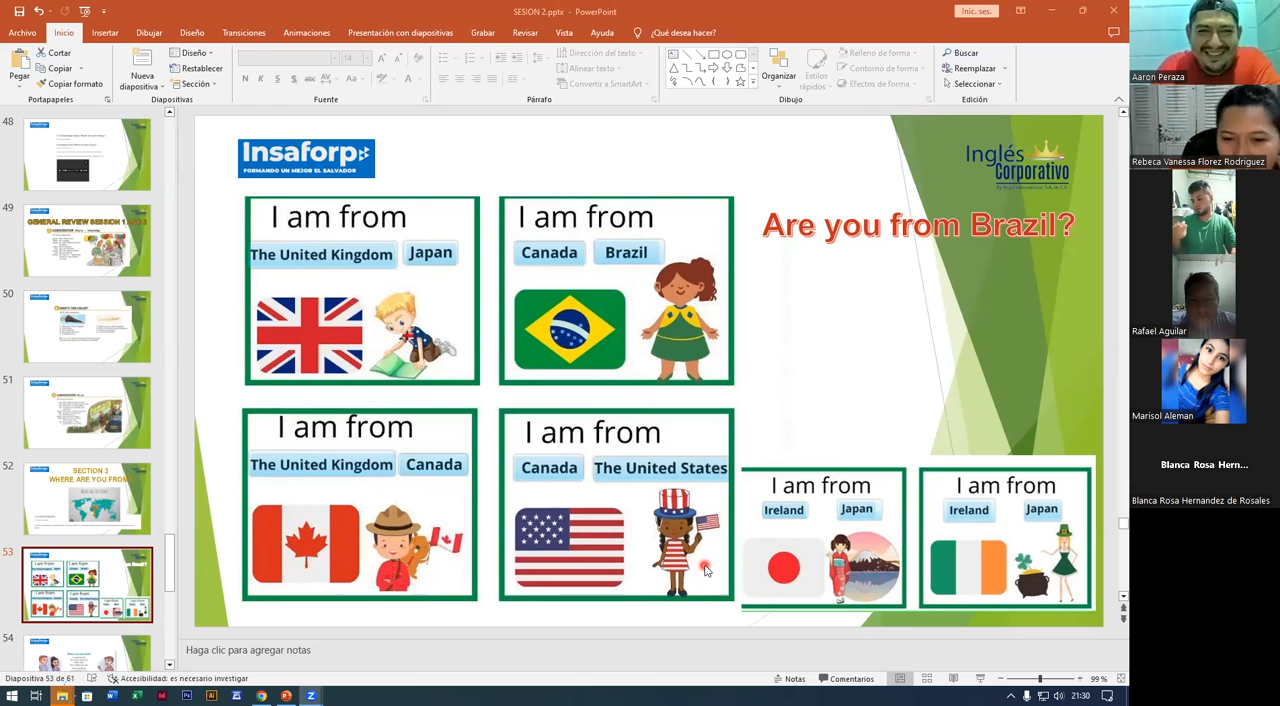 SESION 2.pptx - PowerPoint
Inic. ses.
Archivo
Inicio
Insertar
Dibujar
Diseño
Transiciones
Animaciones
Presentación con diapositivas
Grabar
Revisar
Vista
Ayuda
¿Qué desea hacer?
Pegar
Cortar
Copiar
Copiar formato
Portapapeles
Nueva
diapositiva
Diseño
Restablecer
Sección
Diapositivas
14
N K S S ab AV Aa A
Fuente
Párrafo
Dirección del texto
Alinear texto
Convertir a SmartArt
Organizar
Estilos
rápidos
Relleno de forma
Contorno de forma
Efectos de forma
Dibujo
Buscar
Reemplazar
Seleccionar
Edición
48
49
GENERAL REVIEW SESSION 1
50
51
52
SECTION 3
WHERE ARE YOU FROM
53
54
Insaforp
FORMANDO UN MEJOR EL SALVADOR
Inglés
Corporativo
Are you from Brazil?
I am from
The United Kingdom Japan
I am from
Canada Brazil
I am from
The United Kingdom Canada
I am from
Canada The United States
I am from
Ireland Japan
I am from
Ireland Japan
Haga clic para agregar notas
Diapositiva 53 de 61
Accesibilidad: es necesario investigar
Notas
Comentarios
99 %
21:30
Aaron Peraza
Rebeca Vanessa Florez Rodriguez
Rafael Aguilar
Marisol Aleman
Blanca Rosa Hern...
Blanca Rosa Hernandez de Rosales